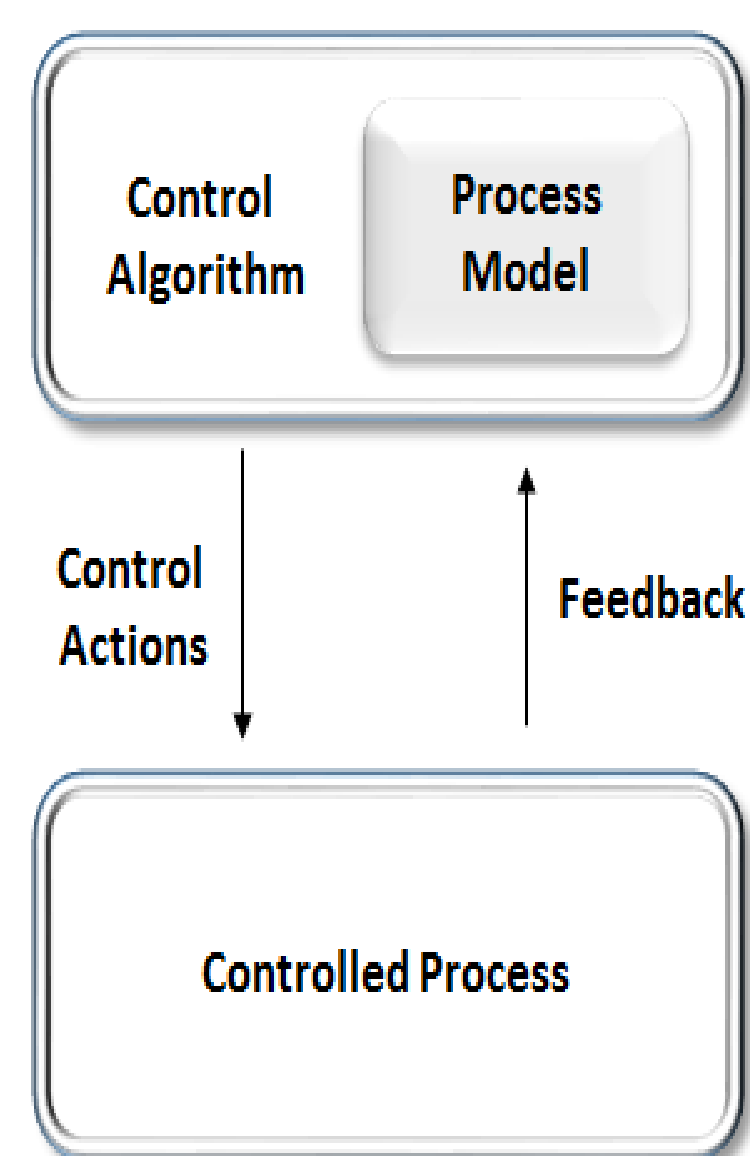 Control
Algorithm
Process
Model
Control
Actions
Feedback
Controlled Process